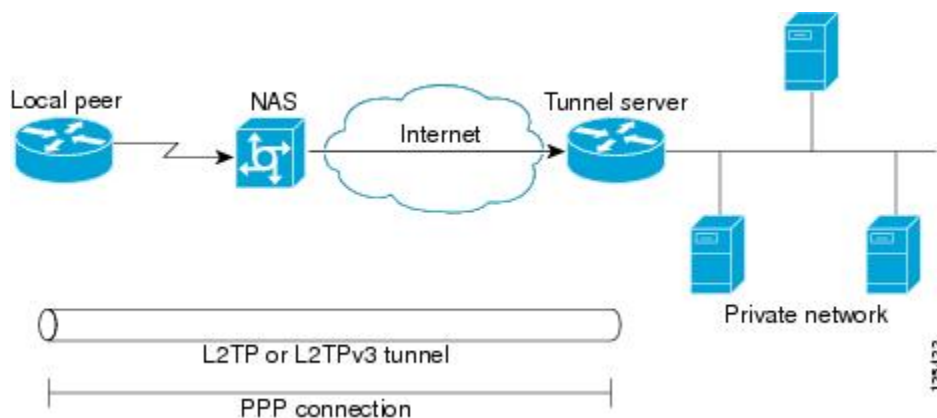 Local peer
NAS
Internet
Tunnel server
Private network
L2TP or L2TPv3 tunnel
PPP connection